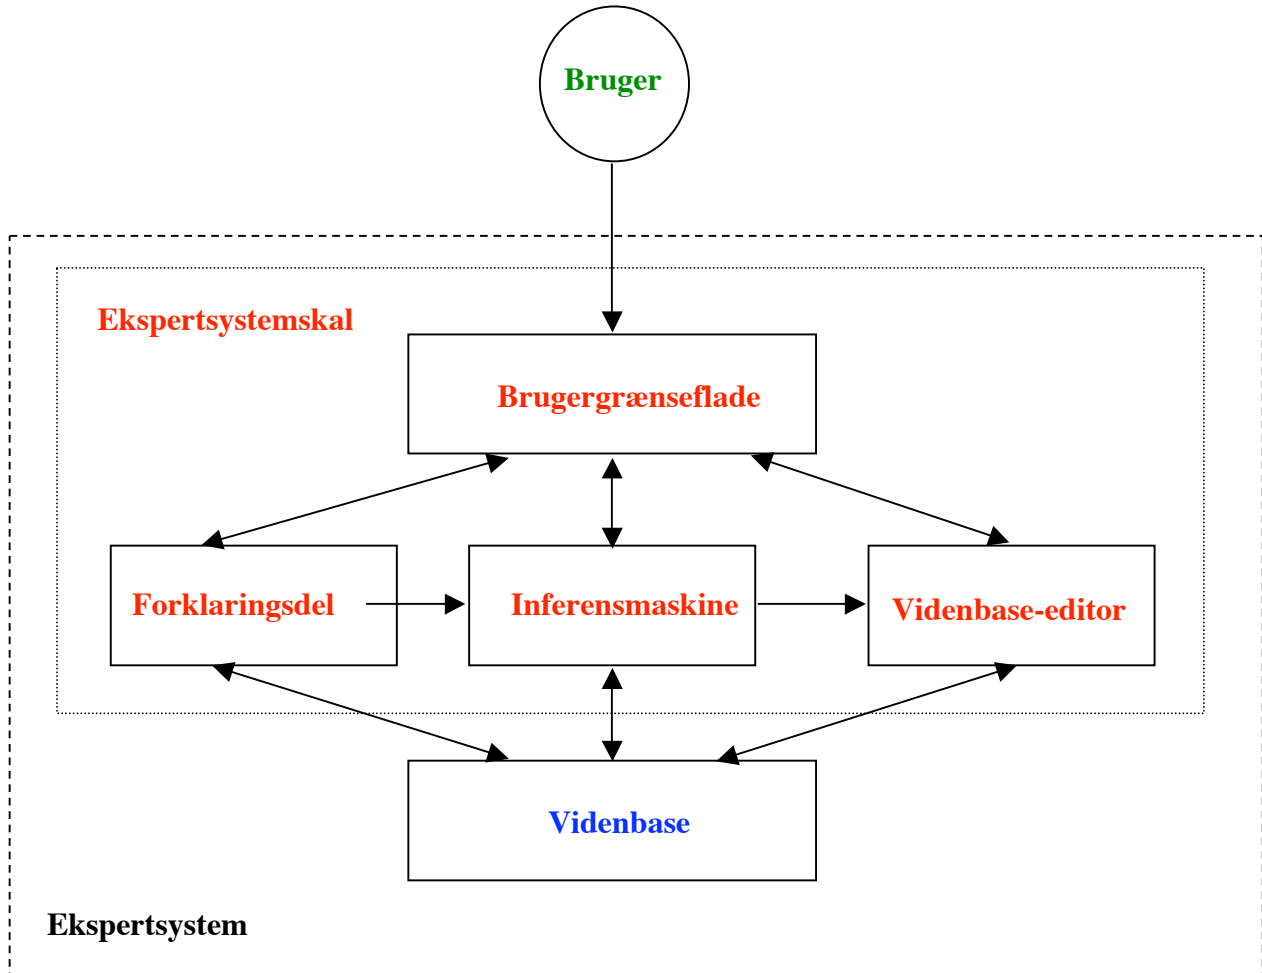 Bruger
Ekspertsystemskal
Brugergrænseflade
Forklaringsdel
Inferensmaskine
Videnbase-editor
Videnbase
Ekspertsystem